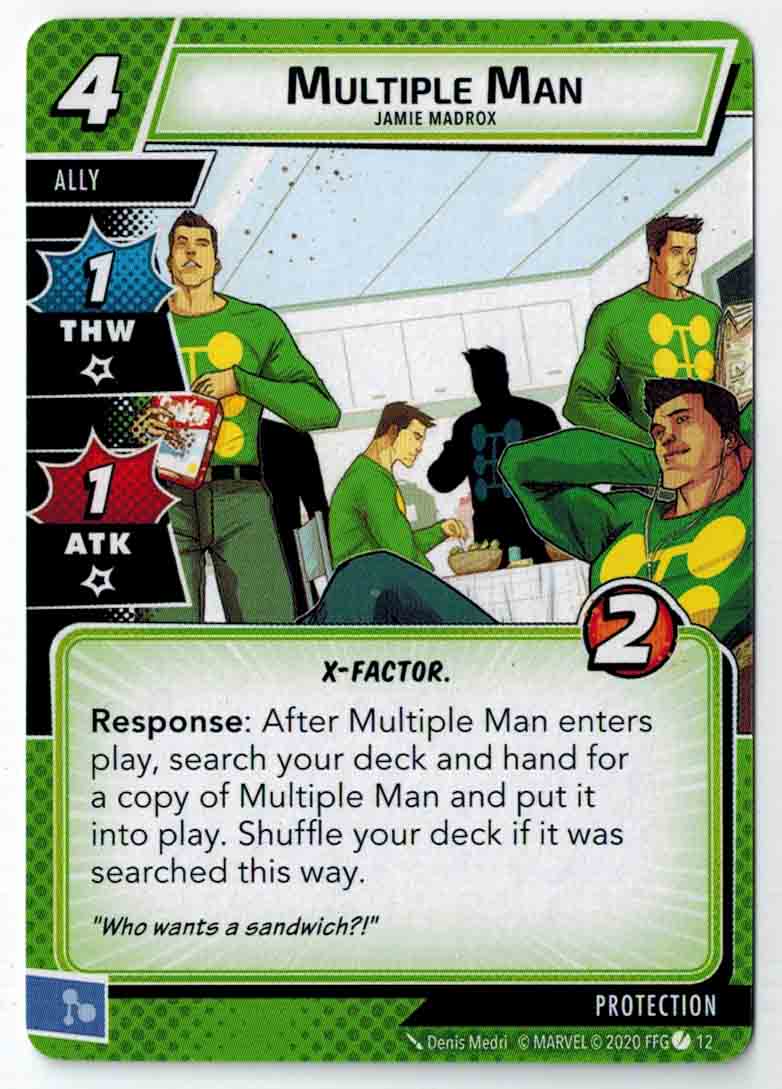 4
MULTIPLE MAN
JAMIE MADROX
ALLY
1
THW
1
ATK
2
X-FACTOR.
Response: After Multiple Man enters
play, search your deck and hand for
a copy of Multiple Man and put it
into play. Shuffle your deck if it was
searched this way.
"Who wants a sandwich?!"
PROTECTION
Denis Medri © MARVEL © 2020 FFG 12